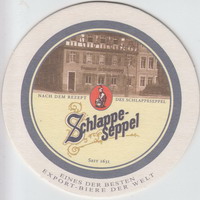 NACH DEM REZEPT DES SCHLAPPESEPPEL
Schlappe-
Seppel
Seit 1631
EINES DER BESTEN
EXPORT-BIERE DER WELT